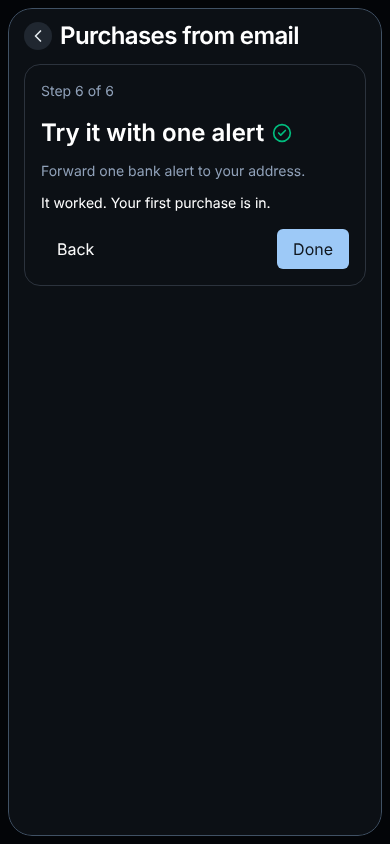 Purchases from email
Step 6 of 6
Try it with one alert
Forward one bank alert to your address.
It worked. Your first purchase is in.
Back
Done